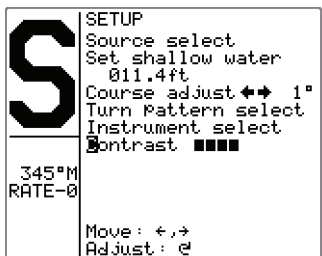 S
345°M
RATE-0
SETUP
Source select
Set shallow water
011.4ft
Course adjust ←→ 1°
Turn Pattern select
Instrument select
Contrast ■■■■
Move: ←,→
Adjust: ↻